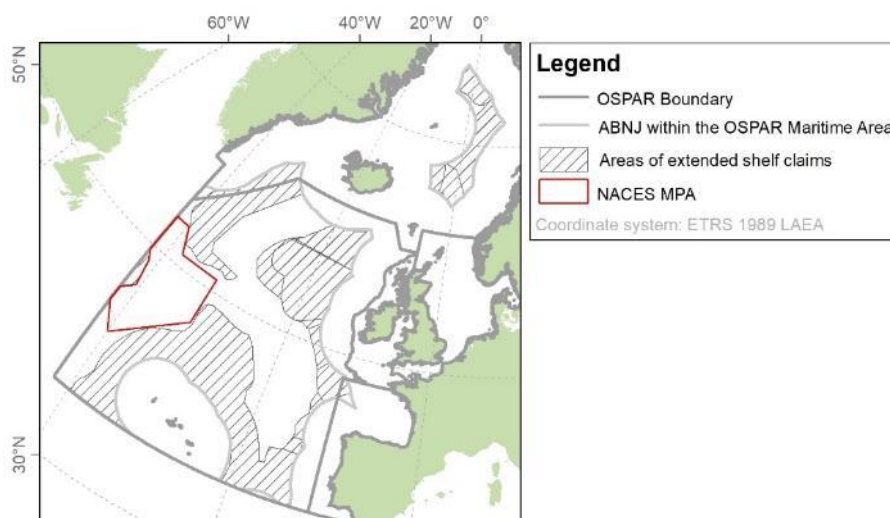 60°W 40°W 20°W 0°
50°N
30°N
Legend
OSPAR Boundary
ABNJ within the OSPAR Maritime Area
Areas of extended shelf claims
NACES MPA
Coordinate system: ETRS 1989 LAEA